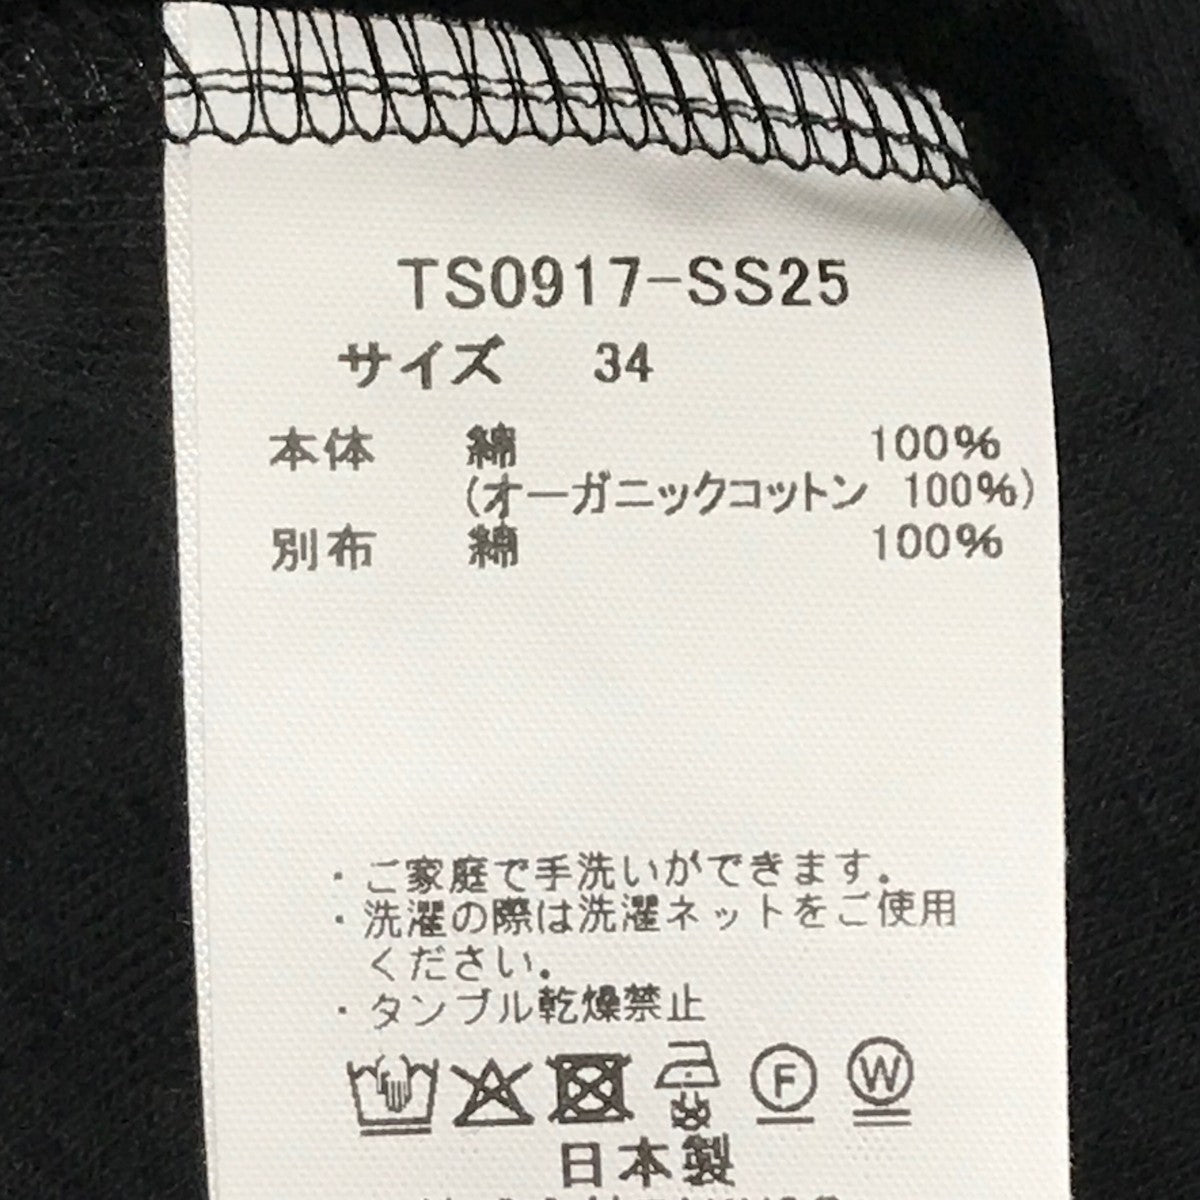 TS0917-SS25
サイズ 34
本体 綿 100%
(オーガニックコットン 100%)
別布 綿 100%
・ご家庭で手洗いができます。
・洗濯の際は洗濯ネットをご使用
ください。
・タンブル乾燥禁止
F W
日本製